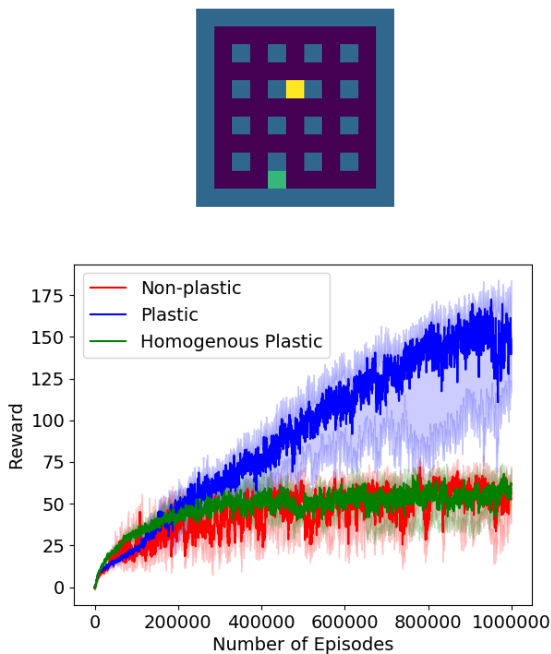 Non-plastic
Plastic
Homogenous Plastic
175
150
125
100
75
50
25
0
Reward
0 200000 400000 600000 800000 1000000
Number of Episodes